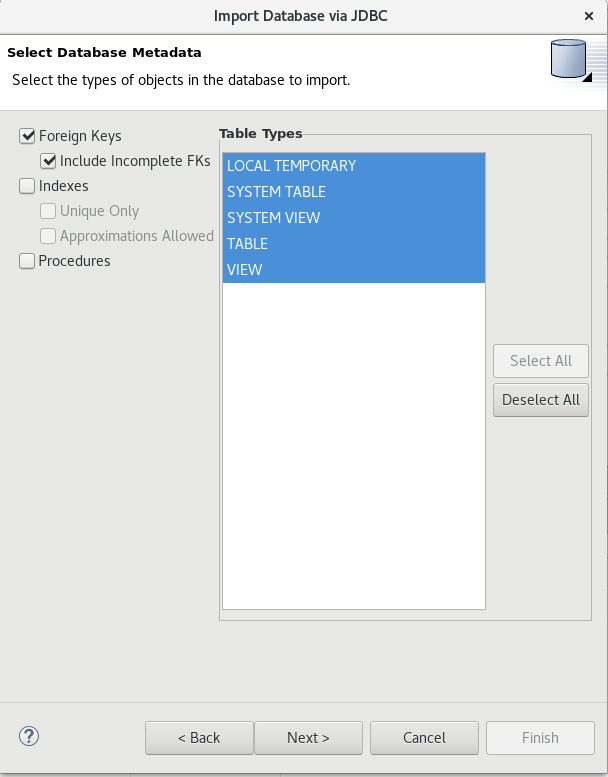 Import Database via JDBC
Select Database Metadata
Select the types of objects in the database to import.
Foreign Keys
Include Incomplete FKs
Indexes
Unique Only
Approximations Allowed
Procedures
Table Types
LOCAL TEMPORARY
SYSTEM TABLE
SYSTEM VIEW
TABLE
VIEW
Select All
Deselect All
< Back
Next >
Cancel
Finish